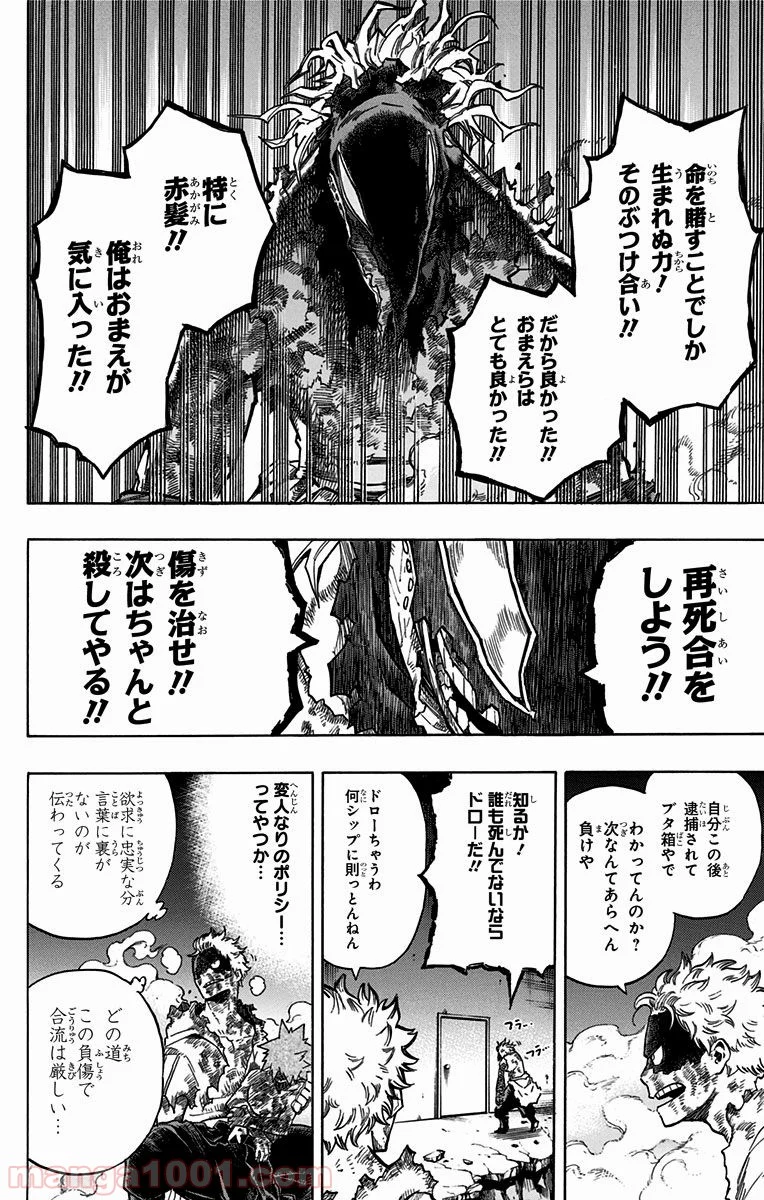 命を賭すことでしか
生まれぬ力！
そのぶつけ合い!!
だから良かった!!
おまえらは
とても良かった!!
特に
赤髪!!
俺はおまえが
気に入った!!
再死合を
しよう!!
傷を治せ!!
次はちゃんと
殺してやる!!
自分この後
逮捕されて
ブタ箱やで
わかってんのか？
次なんてあらへん
負けや
知るか！
誰も死んでないなら
ドローだ!!
ドローちゃうわ
何シップに則っとんねん
フラ…
フラ…
変人なりのポリシー…
ってやつか…
欲求に忠実な分
言葉に裏が
ないのが
伝わってくる
どの道
この負傷で
合流は厳しい…
manga1001.com